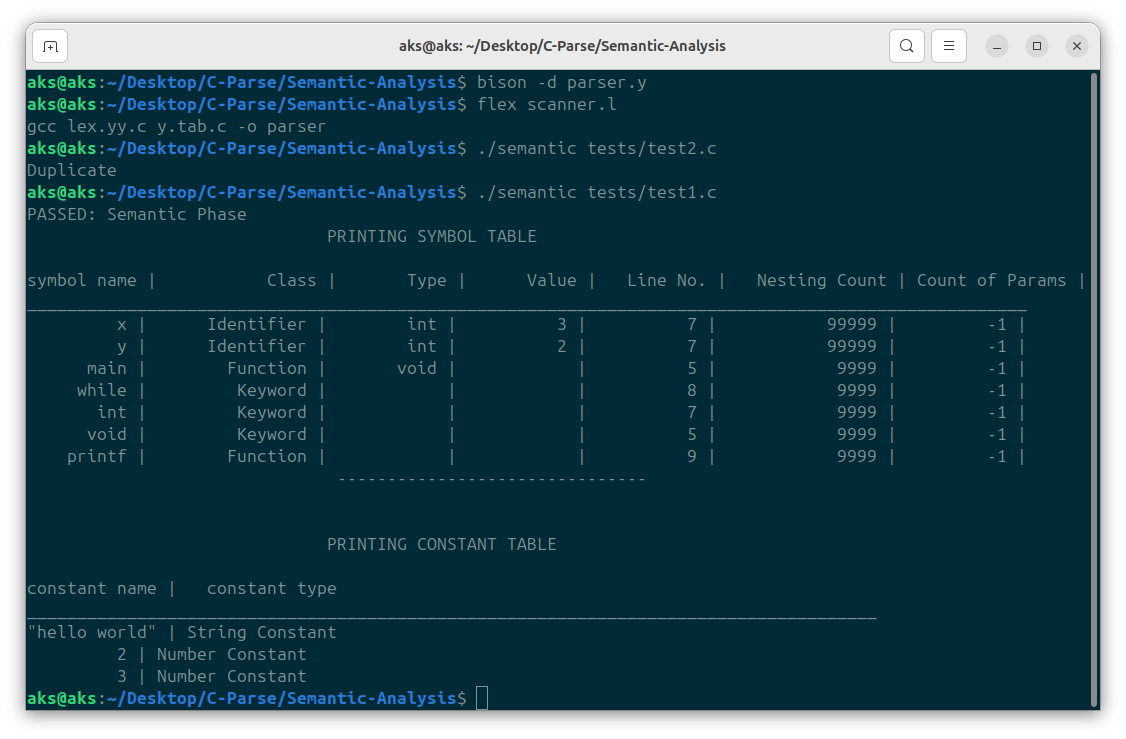 aks@aks: ~/Desktop/C-Parse/Semantic-Analysis
aks@aks:~/Desktop/C-Parse/Semantic-Analysis$ bison -d parser.y
aks@aks:~/Desktop/C-Parse/Semantic-Analysis$ flex scanner.l
gcc lex.yy.c y.tab.c -o parser
aks@aks:~/Desktop/C-Parse/Semantic-Analysis$ ./semantic tests/test2.c
Duplicate
aks@aks:~/Desktop/C-Parse/Semantic-Analysis$ ./semantic tests/test1.c
PASSED: Semantic Phase
PRINTING SYMBOL TABLE
symbol name | Class | Type | Value | Line No. | Nesting Count | Count of Params |
x | Identifier | int | 3 | 7 | 99999 | -1 |
y | Identifier | int | 2 | 7 | 99999 | -1 |
main | Function | void | | 5 | 9999 | -1 |
while | Keyword | | | 8 | 9999 | -1 |
int | Keyword | | | 7 | 9999 | -1 |
void | Keyword | | | 5 | 9999 | -1 |
printf | Function | | | 9 | 9999 | -1 |
-------------------------------
PRINTING CONSTANT TABLE
constant name | constant type
"hello world" | String Constant
2 | Number Constant
3 | Number Constant
aks@aks:~/Desktop/C-Parse/Semantic-Analysis$